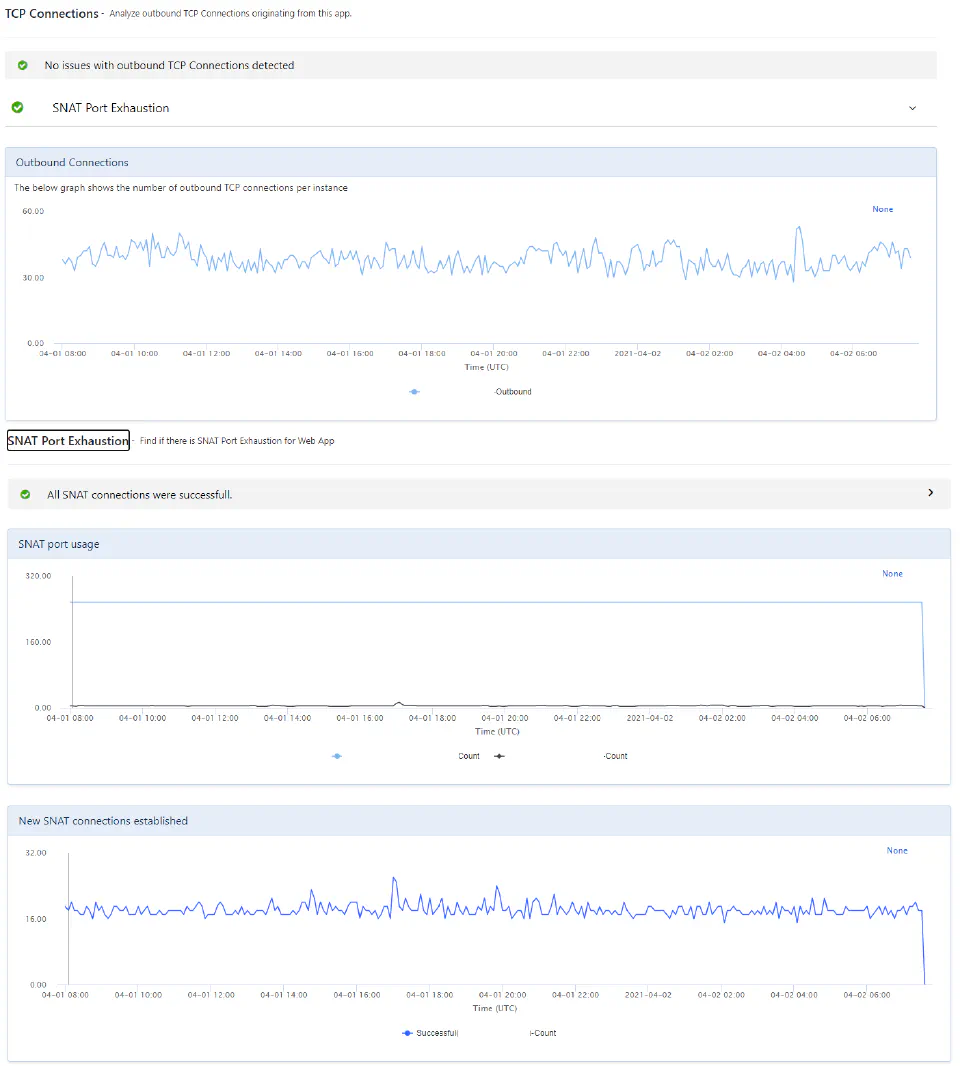 TCP Connections - Analyze outbound TCP Connections originating from this app.
No issues with outbound TCP Connections detected
SNAT Port Exhaustion
Outbound Connections
The below graph shows the number of outbound TCP connections per instance
None
60.00
30.00
0.00
04-01 08:00 04-01 10:00 04-01 12:00 04-01 14:00 04-01 16:00 04-01 18:00 04-01 20:00 04-01 22:00 2021-04-02 04-02 02:00 04-02 04:00 04-02 06:00
Time (UTC)
-Outbound
SNAT Port Exhaustion - Find if there is SNAT Port Exhaustion for Web App
All SNAT connections were successfull.
SNAT port usage
None
320.00
160.00
0.00
04-01 08:00 04-01 10:00 04-01 12:00 04-01 14:00 04-01 16:00 04-01 18:00 04-01 20:00 04-01 22:00 2021-04-02 04-02 02:00 04-02 04:00 04-02 06:00
Time (UTC)
Count -Count
New SNAT connections established
None
32.00
16.00
0.00
04-01 08:00 04-01 10:00 04-01 12:00 04-01 14:00 04-01 16:00 04-01 18:00 04-01 20:00 04-01 22:00 2021-04-02 04-02 02:00 04-02 04:00 04-02 06:00
Time (UTC)
Successfull -Count